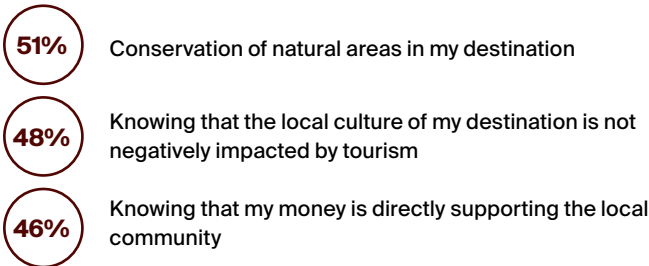 51%
Conservation of natural areas in my destination
48%
Knowing that the local culture of my destination is not
negatively impacted by tourism
46%
Knowing that my money is directly supporting the local
community